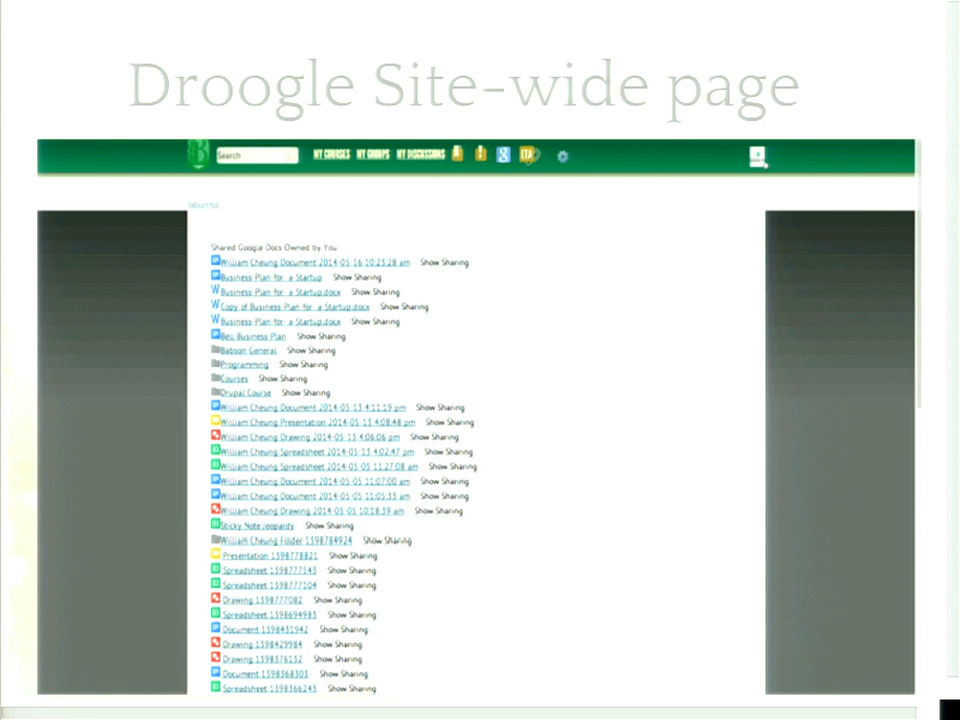 Droogle Site-wide page
Search MY COURSES MY GROUPS MY DISCUSSIONS
Shared Google Docs Owned by You
William Cheung Document 2014-05-16 10:23:28 am Show Sharing
Business Plan for a Startup Show Sharing
Business Plan for a Startup.docx Show Sharing
Copy of Business Plan for a Startup.docx Show Sharing
Business Plan for a Startup.docx Show Sharing
Bell Business Plan Show Sharing
Babson General Show Sharing
Programming Show Sharing
Courses Show Sharing
Drupal Course Show Sharing
William Cheung Document 2014-05-13 4:11:19 pm Show Sharing
William Cheung Presentation 2014-05-13 4:08:48 pm Show Sharing
William Cheung Drawing 2014-05-13 4:06:06 pm Show Sharing
William Cheung Spreadsheet 2014-05-13 4:02:47 pm Show Sharing
William Cheung Spreadsheet 2014-05-05 11:27:08 am Show Sharing
William Cheung Document 2014-05-05 11:07:00 am Show Sharing
William Cheung Document 2014-05-05 11:05:33 am Show Sharing
William Cheung Drawing 2014-05-05 10:18:39 am Show Sharing
Sticky Note Jeopardy Show Sharing
William Cheung Folder 1398784924 Show Sharing
Presentation 1398778821 Show Sharing
Spreadsheet 1398777543 Show Sharing
Spreadsheet 1398777104 Show Sharing
Drawing 1398777082 Show Sharing
Spreadsheet 1398694983 Show Sharing
Document 1398431942 Show Sharing
Drawing 1398429984 Show Sharing
Drawing 1398376132 Show Sharing
Document 1398368303 Show Sharing
Spreadsheet 1398366243 Show Sharing